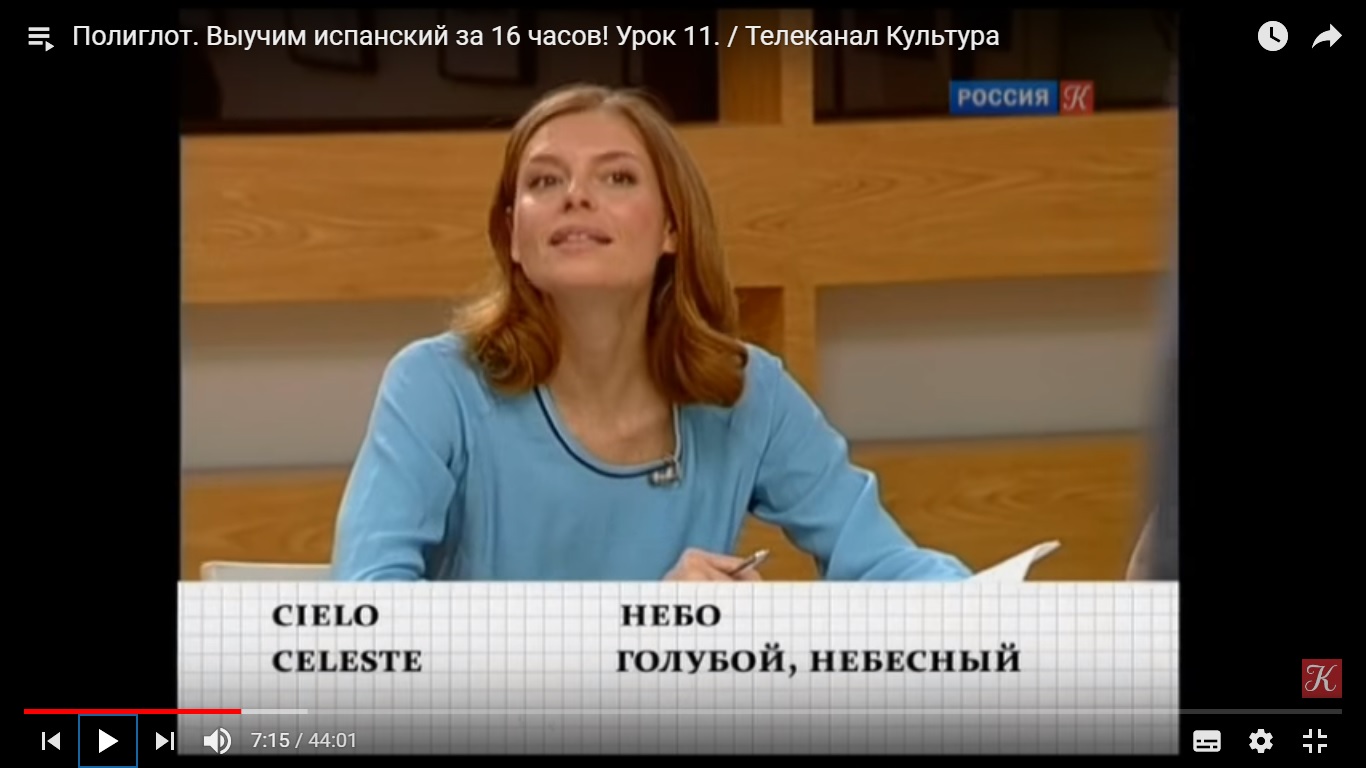 Полиглот. Выучим испанский за 16 часов! Урок 11. / Телеканал Культура
РОССИЯ К
CIELO НЕБО
CELESTE ГОЛУБОЙ, НЕБЕСНЫЙ
К
7:15 / 44:01